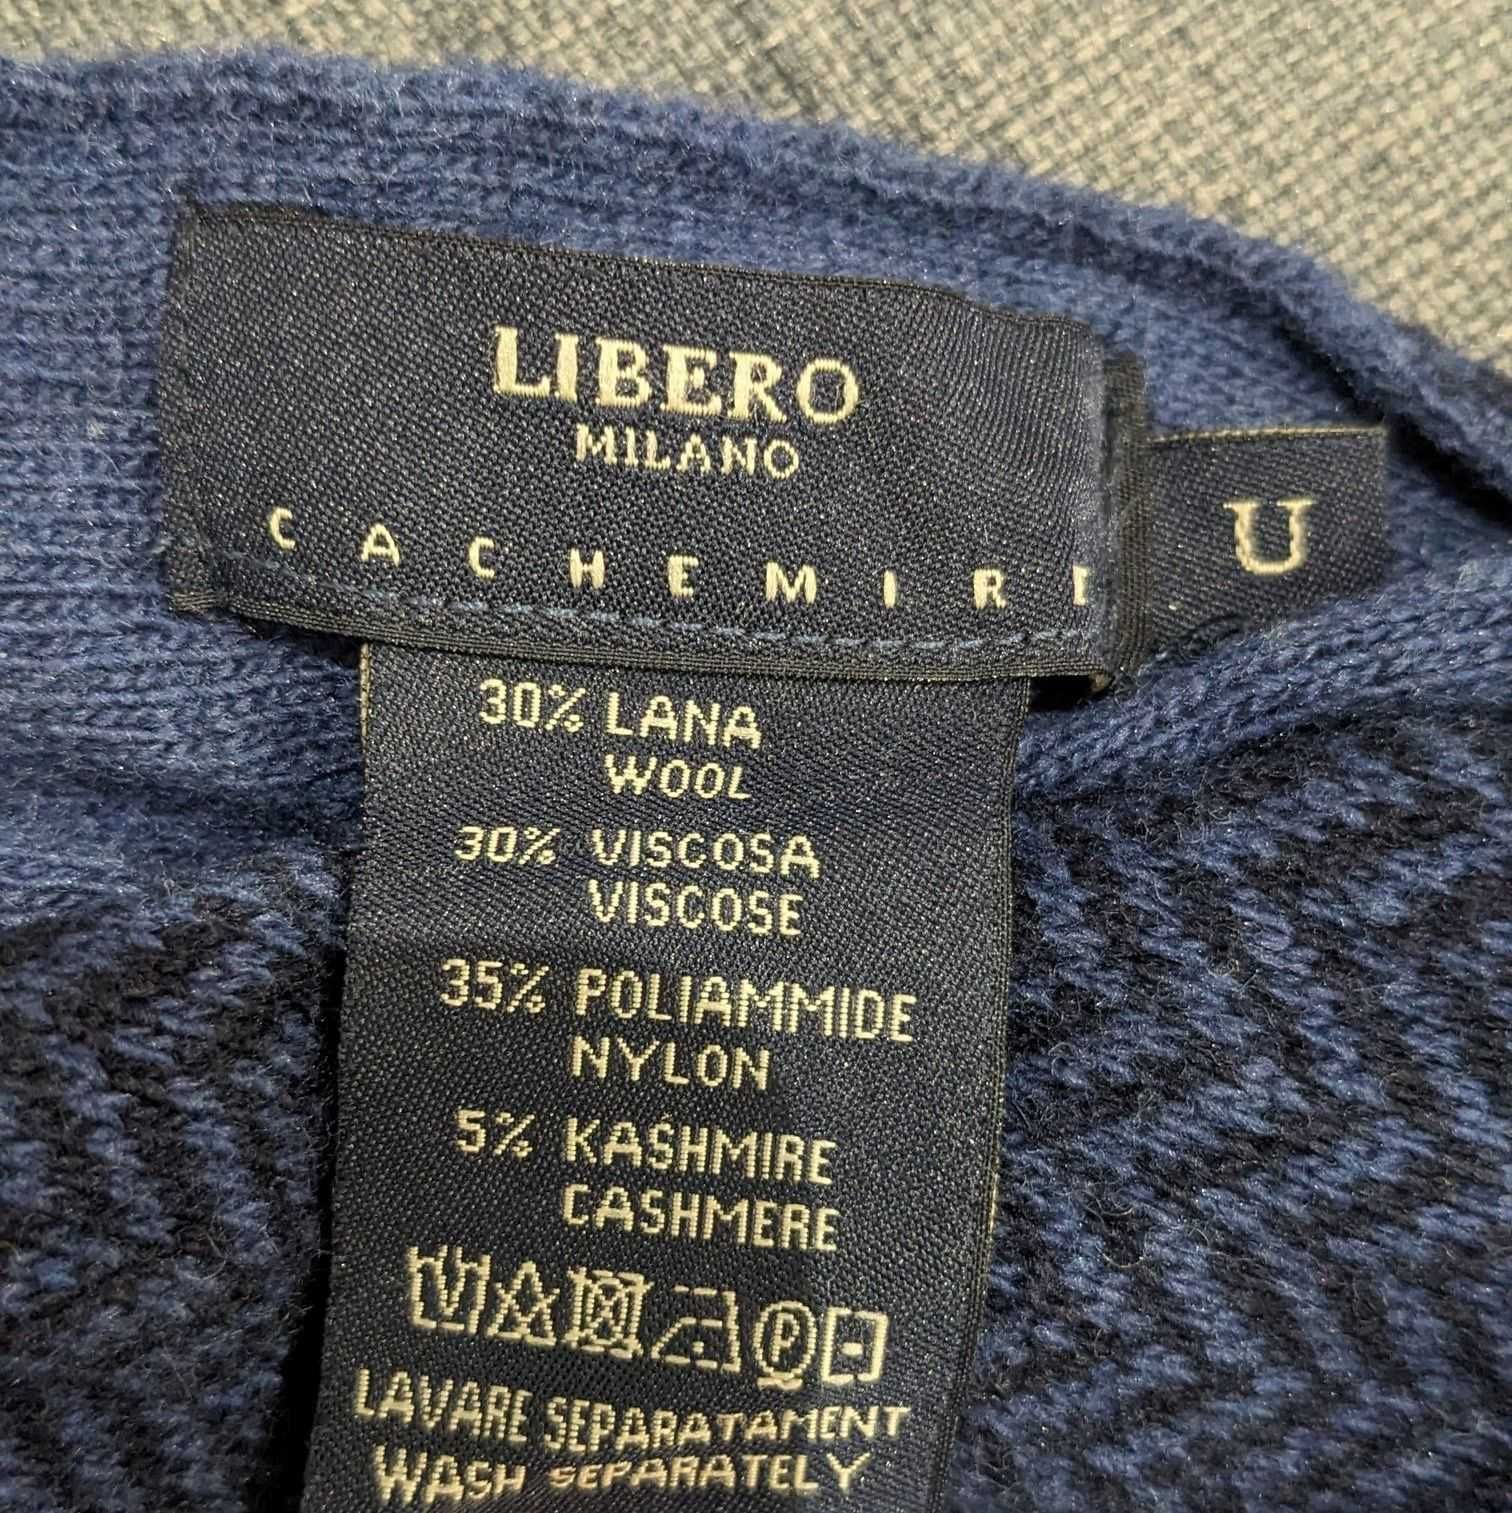 LIBERO
MILANO
CACHEMIRE
U
30% LANA
WOOL
30% VISCOSA
VISCOSE
35% POLIAMMIDE
NYLON
5% KASHMIRE
CASHMERE
P
LAVARE SEPARATAMENT
WASH SEPARATELY